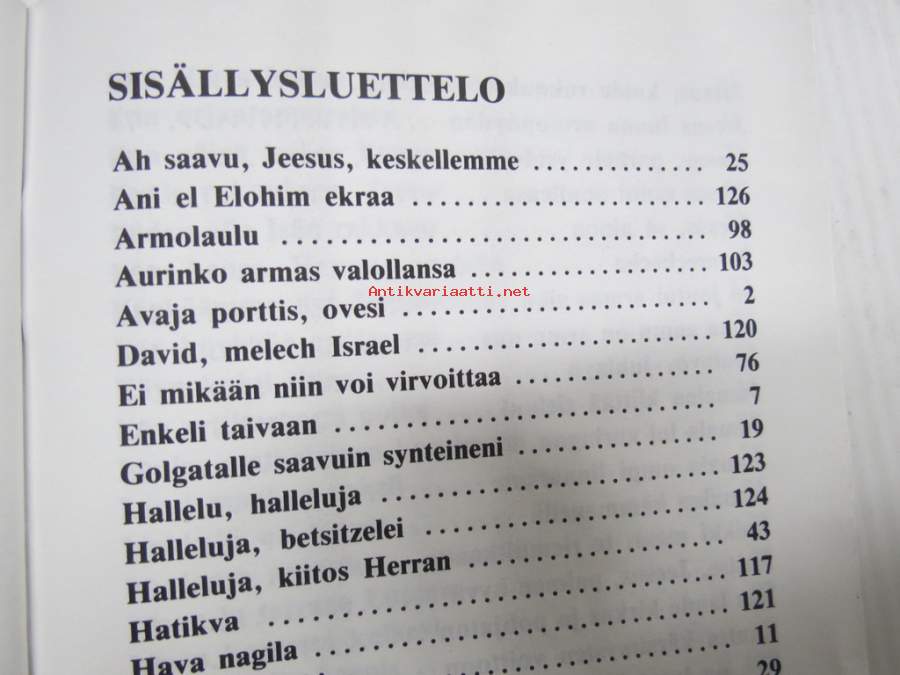 SISÄLLYSLUETTELO
Ah saavu, Jeesus, keskellemme . . . . . . . . . . . . . . . 25
Ani el Elohim ekraa . . . . . . . . . . . . . . . . . . . . . . . . 126
Armolaulu . . . . . . . . . . . . . . . . . . . . . . . . . . . . . . . . 98
Aurinko armas valollansa . . . . . . . . . . . . . . . . . . . . 103
Antikvariaatti.net
Avaja porttis, ovesi . . . . . . . . . . . . . . . . . . . . . . . . . 2
David, melech Israel . . . . . . . . . . . . . . . . . . . . . . . . 120
Ei mikään niin voi virvoittaa . . . . . . . . . . . . . . . . . 76
Enkeli taivaan . . . . . . . . . . . . . . . . . . . . . . . . . . . . . 7
Golgatalle saavuin synteineni . . . . . . . . . . . . . . . . . 19
Hallelu, halleluja . . . . . . . . . . . . . . . . . . . . . . . . . . 123
Halleluja, betsitzelei . . . . . . . . . . . . . . . . . . . . . . . . 124
Halleluja, kiitos Herran . . . . . . . . . . . . . . . . . . . . . 43
Hatikva . . . . . . . . . . . . . . . . . . . . . . . . . . . . . . . . . . 117
Hava nagila . . . . . . . . . . . . . . . . . . . . . . . . . . . . . . 121
11
29